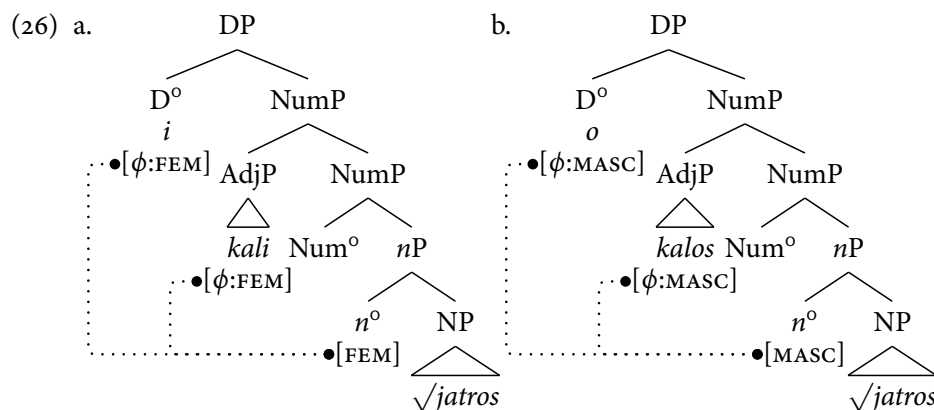 (26) a. DP b. DP
D° NumP D° NumP
i o
●[ϕ:FEM] AdjP NumP ●[ϕ:MASC] AdjP NumP
kali Num° nP kalos Num° nP
●[ϕ:FEM] ●[ϕ:MASC]
n° NP n° NP
●[FEM] ●[MASC]
√jatros √jatros